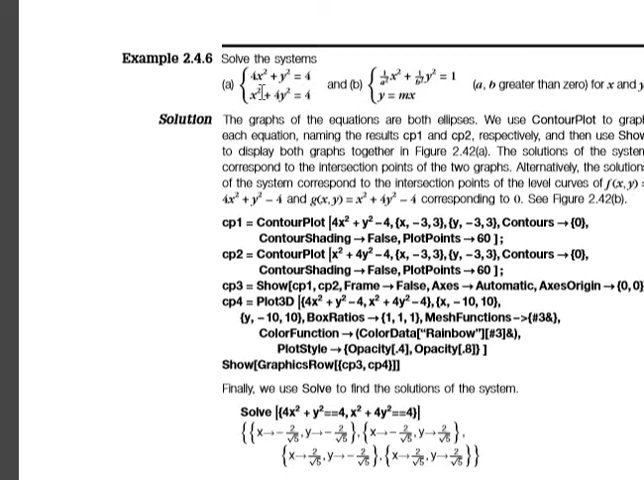 Example 2.4.6 Solve the systems
(a) { 4x² + y² = 4
x² + 4y² = 4
and (b) { 1/a² x² + 1/b² y² = 1
y = mx
(a, b greater than zero) for x and y
Solution The graphs of the equations are both ellipses. We use ContourPlot to grap
each equation, naming the results cp1 and cp2, respectively, and then use Show
to display both graphs together in Figure 2.42(a). The solutions of the system
correspond to the intersection points of the two graphs. Alternatively, the solution
of the system correspond to the intersection points of the level curves of f(x, y) =
4x² + y² – 4 and g(x, y) = x² + 4y² – 4 corresponding to 0. See Figure 2.42(b).
cp1 = ContourPlot [4x² + y² – 4, {x, –3, 3}, {y, –3, 3}, Contours → {0},
ContourShading → False, PlotPoints → 60 ];
cp2 = ContourPlot [x² + 4y² – 4, {x, –3, 3}, {y, –3, 3}, Contours → {0},
ContourShading → False, PlotPoints → 60 ];
cp3 = Show[cp1, cp2, Frame → False, Axes → Automatic, AxesOrigin → {0, 0}
cp4 = Plot3D [{4x² + y² – 4, x² + 4y² – 4}, {x, – 10, 10},
{y, – 10, 10}, BoxRatios → {1, 1, 1}, MeshFunctions –>{#3&},
ColorFunction → (ColorData["Rainbow"][#3]&),
PlotStyle → {Opacity[.4], Opacity[.8]} ]
Show[GraphicsRow[{cp3, cp4}]]
Finally, we use Solve to find the solutions of the system.
Solve [{4x² + y²==4, x² + 4y²==4}]
{{x→–2/√5, y→–2/√5}, {x→–2/√5, y→2/√5},
{x→2/√5, y→–2/√5}, {x→2/√5, y→2/√5}}